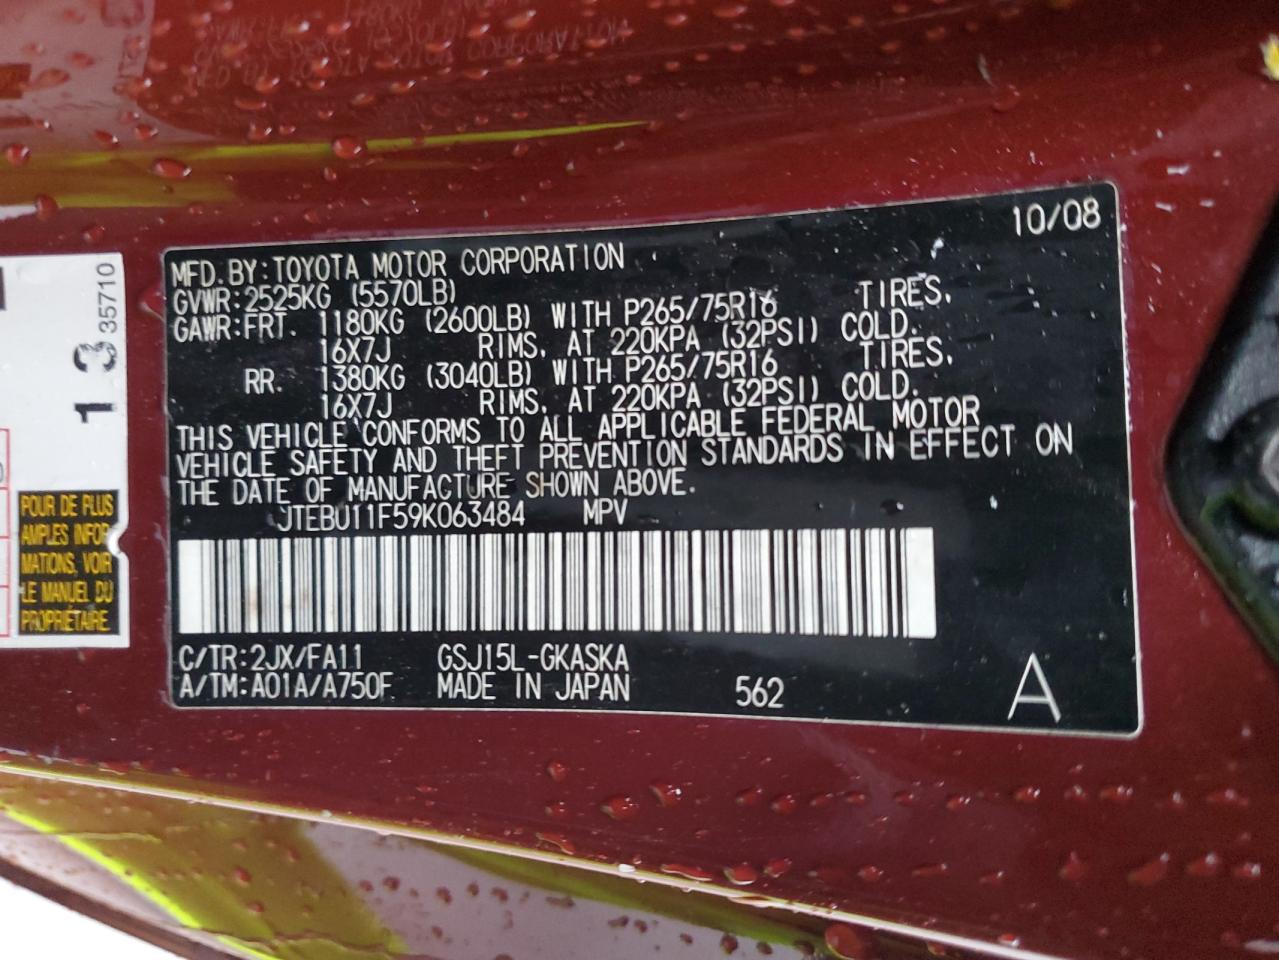 10/08
MFD. BY: TOYOTA MOTOR CORPORATION
GVWR: 2525KG (5570LB)
GAWR: FRT. 1180KG (2600LB) WITH P265/75R16 TIRES,
16X7J RIMS, AT 220KPA (32PSI) COLD.
RR. 1380KG (3040LB) WITH P265/75R16 TIRES,
16X7J RIMS, AT 220KPA (32PSI) COLD.
THIS VEHICLE CONFORMS TO ALL APPLICABLE FEDERAL MOTOR
VEHICLE SAFETY AND THEFT PREVENTION STANDARDS IN EFFECT ON
THE DATE OF MANUFACTURE SHOWN ABOVE.
JTEBU11F59K063484 MPV
C/TR: 2JX/FA11 GSJ15L-GKASKA
A/TM: A01A/A750F MADE IN JAPAN 562 A
1 3 35710
POUR DE PLUS
AMPLES INFOR
MATIONS, VOIR
LE MANUEL DU
PROPRIÉTAIRE